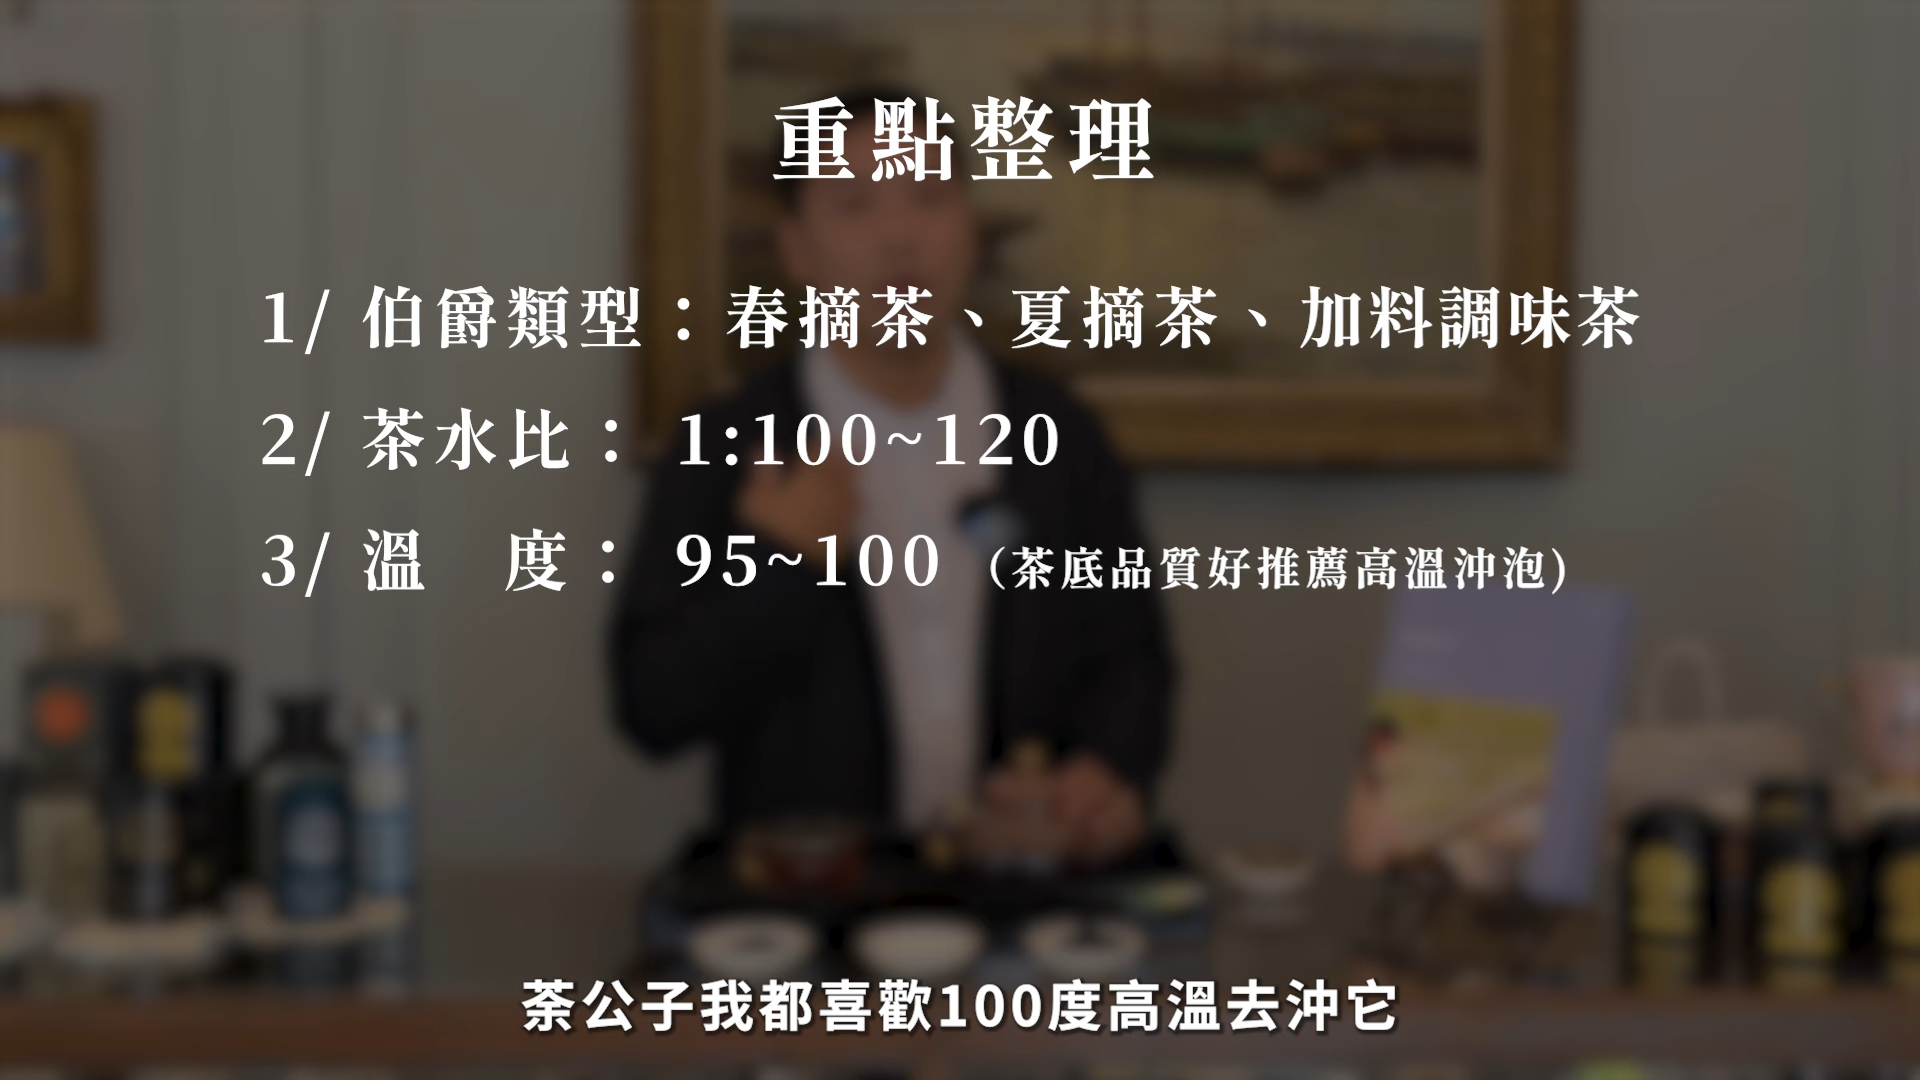 重點整理
1/ 伯爵類型：春摘茶、夏摘茶、加料調味茶
2/ 茶水比： 1:100~120
3/ 溫　度： 95~100 (茶底品質好推薦高溫沖泡)
茶公子我都喜歡100度高溫去沖它